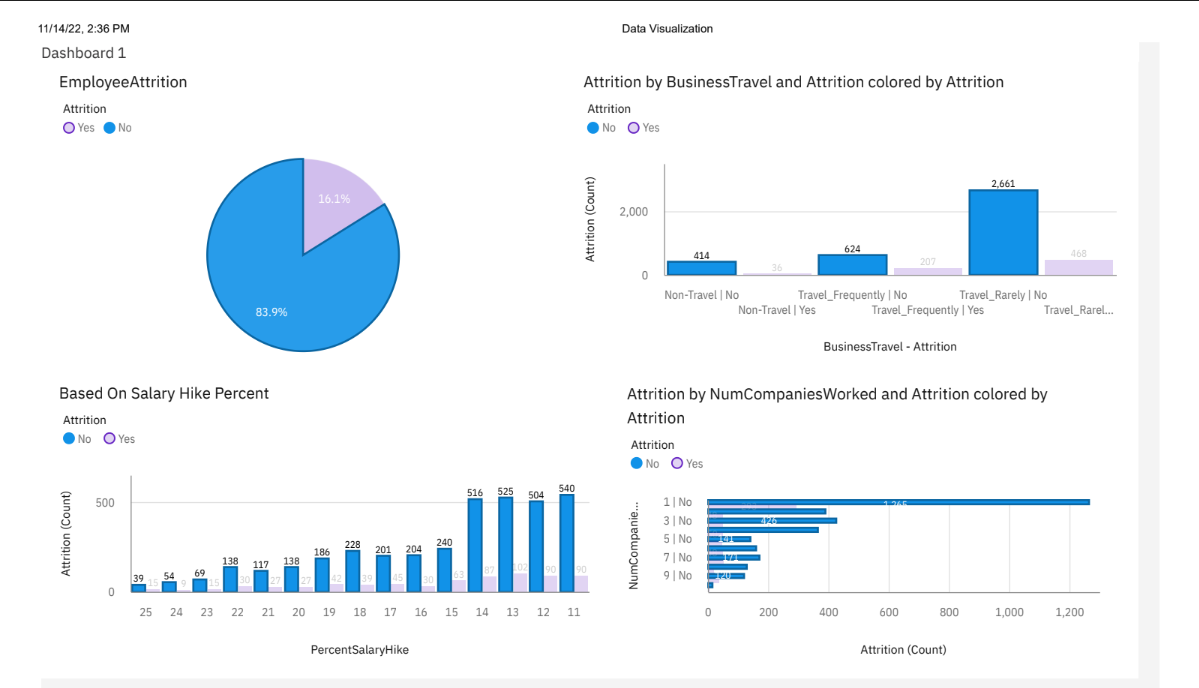 11/14/22, 2:36 PM Data Visualization
Dashboard 1
EmployeeAttrition
Attrition
Yes No
16.1%
83.9%
Attrition by BusinessTravel and Attrition colored by Attrition
Attrition
No Yes
Attrition (Count)
2,000
0
414 36 624 207 2,661 468
Non-Travel | No Travel_Frequently | No Travel_Rarely | No
Non-Travel | Yes Travel_Frequently | Yes Travel_Rarel...
BusinessTravel - Attrition
Based On Salary Hike Percent
Attrition
No Yes
Attrition (Count)
500
0
39 15 54 9 69 15 138 30 117 27 138 27 186 42 228 39 201 45 204 30 240 63 516 87 525 102 504 90 540 90
25 24 23 22 21 20 19 18 17 16 15 14 13 12 11
PercentSalaryHike
Attrition by NumCompaniesWorked and Attrition colored by
Attrition
Attrition
No Yes
NumCompanie...
1 | No
3 | No 426
5 | No 141
7 | No 171
9 | No 120
0 200 400 600 800 1,000 1,200
Attrition (Count)